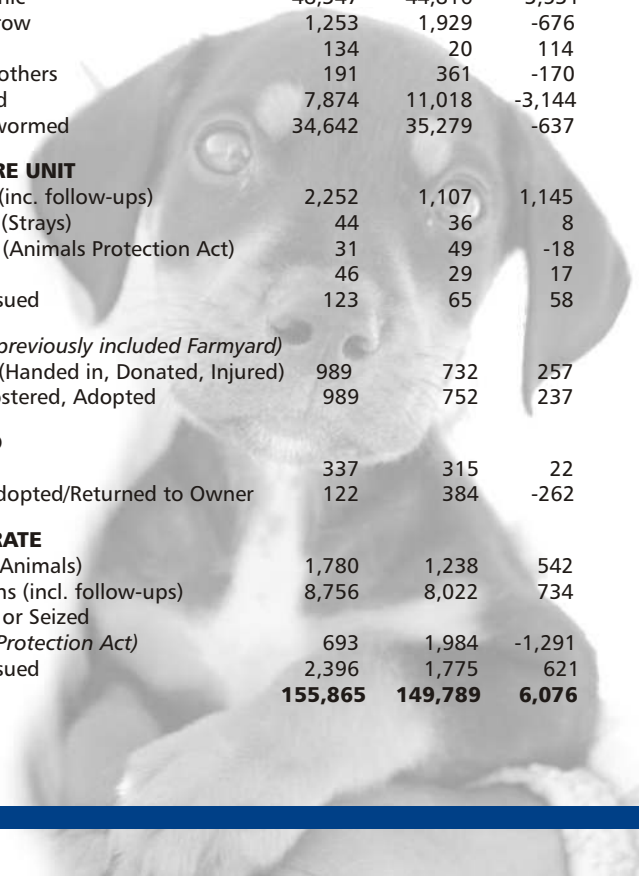 row 1,253 1,929 -676
134 20 114
others 191 361 -170
d 7,874 11,018 -3,144
wormed 34,642 35,279 -637
RE UNIT
(inc. follow-ups) 2,252 1,107 1,145
(Strays) 44 36 8
(Animals Protection Act) 31 49 -18
46 29 17
sued 123 65 58
previously included Farmyard)
(Handed in, Donated, Injured) 989 732 257
ostered, Adopted 989 752 237
337 315 22
dopted/Returned to Owner 122 384 -262
RATE
Animals) 1,780 1,238 542
ns (incl. follow-ups) 8,756 8,022 734
or Seized
Protection Act) 693 1,984 -1,291
sued 2,396 1,775 621
155,865 149,789 6,076